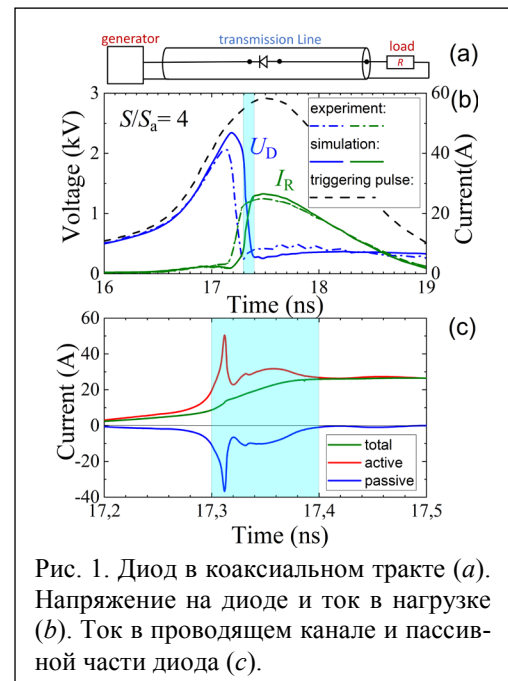 generator
transmission Line
load
R
(a)
3
2
1
0
Voltage (kV)
S/Sₐ= 4
U_D
I_R
(b)
experiment:
simulation:
triggering pulse:
60
40
20
0
Current(A)
16
17
18
19
Time (ns)
(c)
60
40
20
0
-20
-40
Current (A)
total
active
passive
17,2
17,3
17,4
17,5
Time (ns)
Рис. 1. Диод в коаксиальном тракте (a).
Напряжение на диоде и ток в нагрузке
(b). Ток в проводящем канале и пассив-
ной части диода (c).